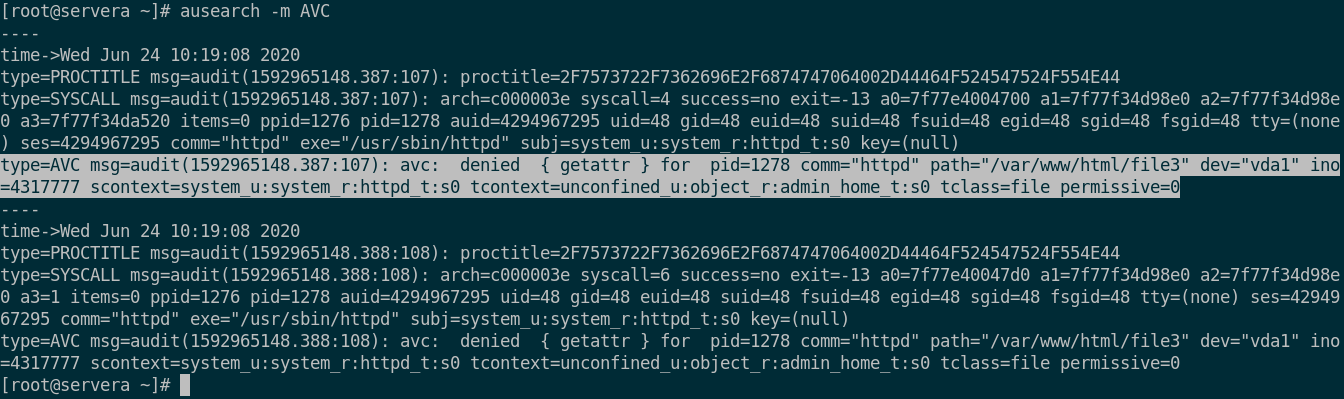 [root@servera ~]# ausearch -m AVC
----
time->Wed Jun 24 10:19:08 2020
type=PROCTITLE msg=audit(1592965148.387:107): proctitle=2F7573722F7362696E2F6874747064002D44464F524547524F554E44
type=SYSCALL msg=audit(1592965148.387:107): arch=c000003e syscall=4 success=no exit=-13 a0=7f77e4004700 a1=7f77f34d98e0 a2=7f77f34d98e
0 a3=7f77f34da520 items=0 ppid=1276 pid=1278 auid=4294967295 uid=48 gid=48 euid=48 suid=48 fsuid=48 egid=48 sgid=48 fsgid=48 tty=(none
) ses=4294967295 comm="httpd" exe="/usr/sbin/httpd" subj=system_u:system_r:httpd_t:s0 key=(null)
type=AVC msg=audit(1592965148.387:107): avc:  denied  { getattr } for  pid=1278 comm="httpd" path="/var/www/html/file3" dev="vda1" ino
=4317777 scontext=system_u:system_r:httpd_t:s0 tcontext=unconfined_u:object_r:admin_home_t:s0 tclass=file permissive=0
----
time->Wed Jun 24 10:19:08 2020
type=PROCTITLE msg=audit(1592965148.388:108): proctitle=2F7573722F7362696E2F6874747064002D44464F524547524F554E44
type=SYSCALL msg=audit(1592965148.388:108): arch=c000003e syscall=6 success=no exit=-13 a0=7f77e40047d0 a1=7f77f34d98e0 a2=7f77f34d98e
0 a3=1 items=0 ppid=1276 pid=1278 auid=4294967295 uid=48 gid=48 euid=48 suid=48 fsuid=48 egid=48 sgid=48 fsgid=48 tty=(none) ses=42949
67295 comm="httpd" exe="/usr/sbin/httpd" subj=system_u:system_r:httpd_t:s0 key=(null)
type=AVC msg=audit(1592965148.388:108): avc:  denied  { getattr } for  pid=1278 comm="httpd" path="/var/www/html/file3" dev="vda1" ino
=4317777 scontext=system_u:system_r:httpd_t:s0 tcontext=unconfined_u:object_r:admin_home_t:s0 tclass=file permissive=0
[root@servera ~]#